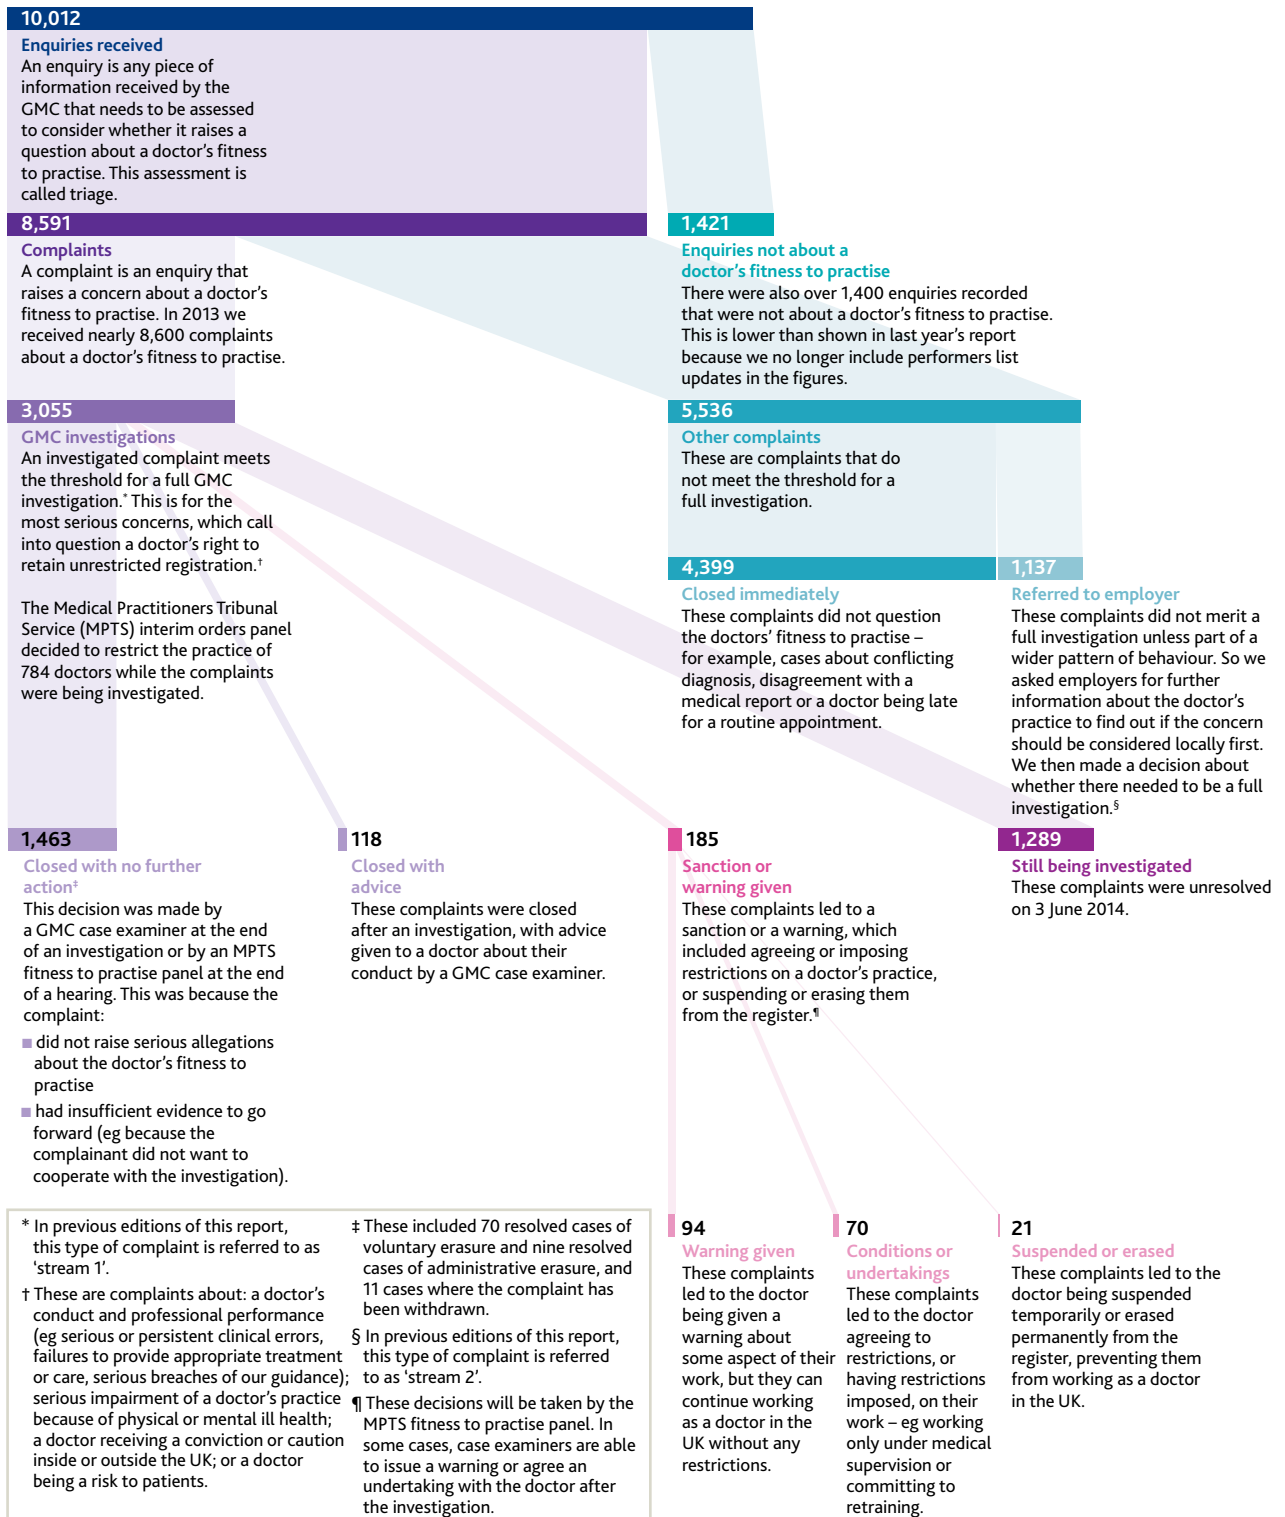 10,012
Enquiries received
An enquiry is any piece of
information received by the
GMC that needs to be assessed
to consider whether it raises a
question about a doctor's fitness
to practise. This assessment is
called triage.
8,591
Complaints
A complaint is an enquiry that
raises a concern about a doctor's
fitness to practise. In 2013 we
received nearly 8,600 complaints
about a doctor's fitness to practise.
1,421
Enquiries not about a
doctor's fitness to practise
There were also over 1,400 enquiries recorded
that were not about a doctor's fitness to practise.
This is lower than shown in last year's report
because we no longer include performers list
updates in the figures.
3,055
GMC investigations
An investigated complaint meets
the threshold for a full GMC
investigation.* This is for the
most serious concerns, which call
into question a doctor's right to
retain unrestricted registration.†
The Medical Practitioners Tribunal
Service (MPTS) interim orders panel
decided to restrict the practice of
784 doctors while the complaints
were being investigated.
5,536
Other complaints
These are complaints that do
not meet the threshold for a
full investigation.
4,399
Closed immediately
These complaints did not question
the doctors' fitness to practise –
for example, cases about conflicting
diagnosis, disagreement with a
medical report or a doctor being late
for a routine appointment.
1,137
Referred to employer
These complaints did not merit a
full investigation unless part of a
wider pattern of behaviour. So we
asked employers for further
information about the doctor's
practice to find out if the concern
should be considered locally first.
We then made a decision about
whether there needed to be a full
investigation.§
1,463
Closed with no further
action‡
This decision was made by
a GMC case examiner at the end
of an investigation or by an MPTS
fitness to practise panel at the end
of a hearing. This was because the
complaint:
■ did not raise serious allegations
about the doctor's fitness to
practise
■ had insufficient evidence to go
forward (eg because the
complainant did not want to
cooperate with the investigation).
118
Closed with
advice
These complaints were closed
after an investigation, with advice
given to a doctor about their
conduct by a GMC case examiner.
185
Sanction or
warning given
These complaints led to a
sanction or a warning, which
included agreeing or imposing
restrictions on a doctor's practice,
or suspending or erasing them
from the register.¶
1,289
Still being investigated
These complaints were unresolved
on 3 June 2014.
94
Warning given
These complaints
led to the doctor
being given a
warning about
some aspect of their
work, but they can
continue working
as a doctor in the
UK without any
restrictions.
70
Conditions or
undertakings
These complaints
led to the doctor
agreeing to
restrictions, or
having restrictions
imposed, on their
work – eg working
only under medical
supervision or
committing to
retraining.
21
Suspended or erased
These complaints led to the
doctor being suspended
temporarily or erased
permanently from the
register, preventing them
from working as a doctor
in the UK.
* In previous editions of this report,
this type of complaint is referred to as
'stream 1'.
† These are complaints about: a doctor's
conduct and professional performance
(eg serious or persistent clinical errors,
failures to provide appropriate treatment
or care, serious breaches of our guidance);
serious impairment of a doctor's practice
because of physical or mental ill health;
a doctor receiving a conviction or caution
inside or outside the UK; or a doctor
being a risk to patients.
‡ These included 70 resolved cases of
voluntary erasure and nine resolved
cases of administrative erasure, and
11 cases where the complaint has
been withdrawn.
§ In previous editions of this report,
this type of complaint is referred
to as 'stream 2'.
¶ These decisions will be taken by the
MPTS fitness to practise panel. In
some cases, case examiners are able
to issue a warning or agree an
undertaking with the doctor after
the investigation.